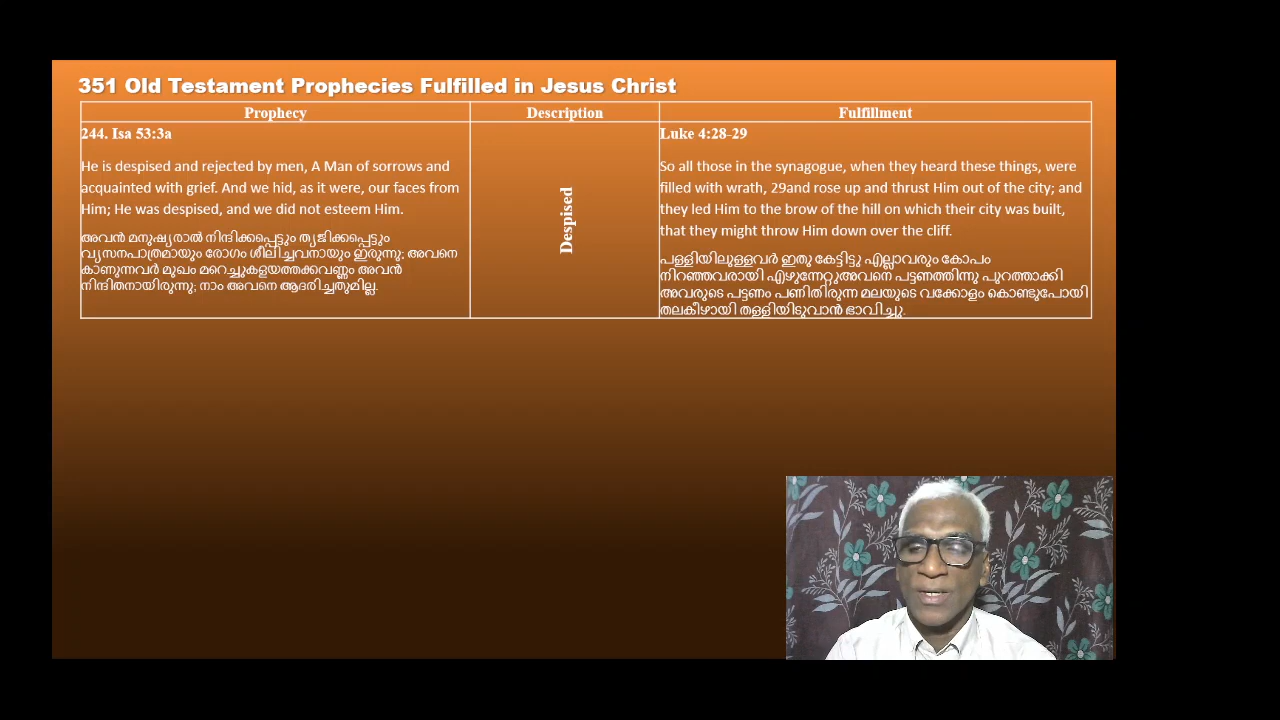 351 Old Testament Prophecies Fulfilled in Jesus Christ
Prophecy
Description
Fulfillment
244. Isa 53:3a
He is despised and rejected by men, A Man of sorrows and
acquainted with grief. And we hid, as it were, our faces from
Him; He was despised, and we did not esteem Him.
അവൻ മനുഷ്യരാൽ നിന്ദിക്കപ്പെട്ടും ത്യജിക്കപ്പെട്ടും
വ്യസനപാത്രമായും രോഗം ശീലിച്ചവനായും ഇരുന്നു; അവനെ
കാണുന്നവർ മുഖം മറെച്ചുകളയത്തക്കവണ്ണം അവൻ
നിന്ദിതനായിരുന്നു; നാം അവനെ ആദരിച്ചതുമില്ല.
Despised
Luke 4:28-29
So all those in the synagogue, when they heard these things, were
filled with wrath, 29and rose up and thrust Him out of the city; and
they led Him to the brow of the hill on which their city was built,
that they might throw Him down over the cliff.
പള്ളിയിലുള്ളവർ ഇതു കേട്ടിട്ടു എല്ലാവരും കോപം
നിറഞ്ഞവരായി എഴുന്നേറ്റുഅവനെ പട്ടണത്തിന്നു പുറത്താക്കി
അവരുടെ പട്ടണം പണിതിരുന്ന മലയുടെ വക്കോളം കൊണ്ടുപോയി
തലകീഴായി തള്ളിയിടുവാൻ ഭാവിച്ചു.